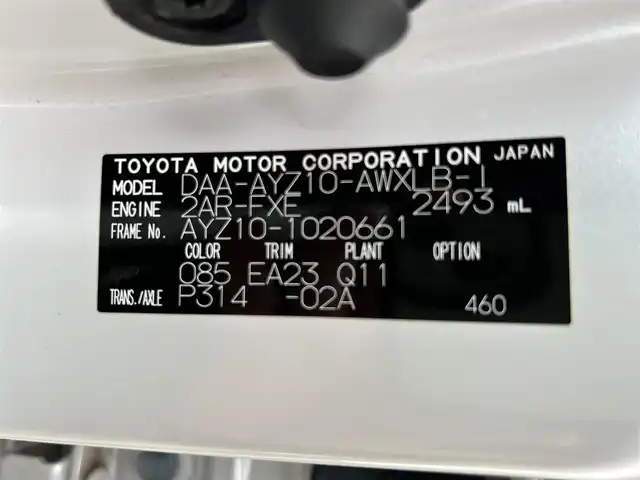 TOYOTA MOTOR CORPORATION JAPAN
MODEL DAA-AYZ10-AWXLB-I
ENGINE 2AR-FXE 2493 mL
FRAME No. AYZ10-1020661
COLOR TRIM PLANT OPTION
085 EA23 Q11
TRANS./AXLE P314 -02A 460